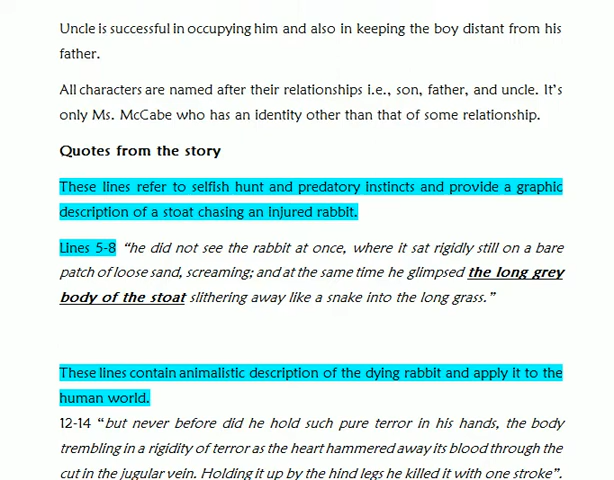 Uncle is successful in occupying him and also in keeping the boy distant from his
father.
All characters are named after their relationships i.e., son, father, and uncle. It's
only Ms. McCabe who has an identity other than that of some relationship.
Quotes from the story
These lines refer to selfish hunt and predatory instincts and provide a graphic
description of a stoat chasing an injured rabbit.
Lines 5-8 "he did not see the rabbit at once, where it sat rigidly still on a bare
patch of loose sand, screaming; and at the same time he glimpsed the long grey
body of the stoat slithering away like a snake into the long grass."
These lines contain animalistic description of the dying rabbit and apply it to the
human world.
12-14 "but never before did he hold such pure terror in his hands, the body
trembling in a rigidity of terror as the heart hammered away its blood through the
cut in the jugular vein. Holding it up by the hind legs he killed it with one stroke".